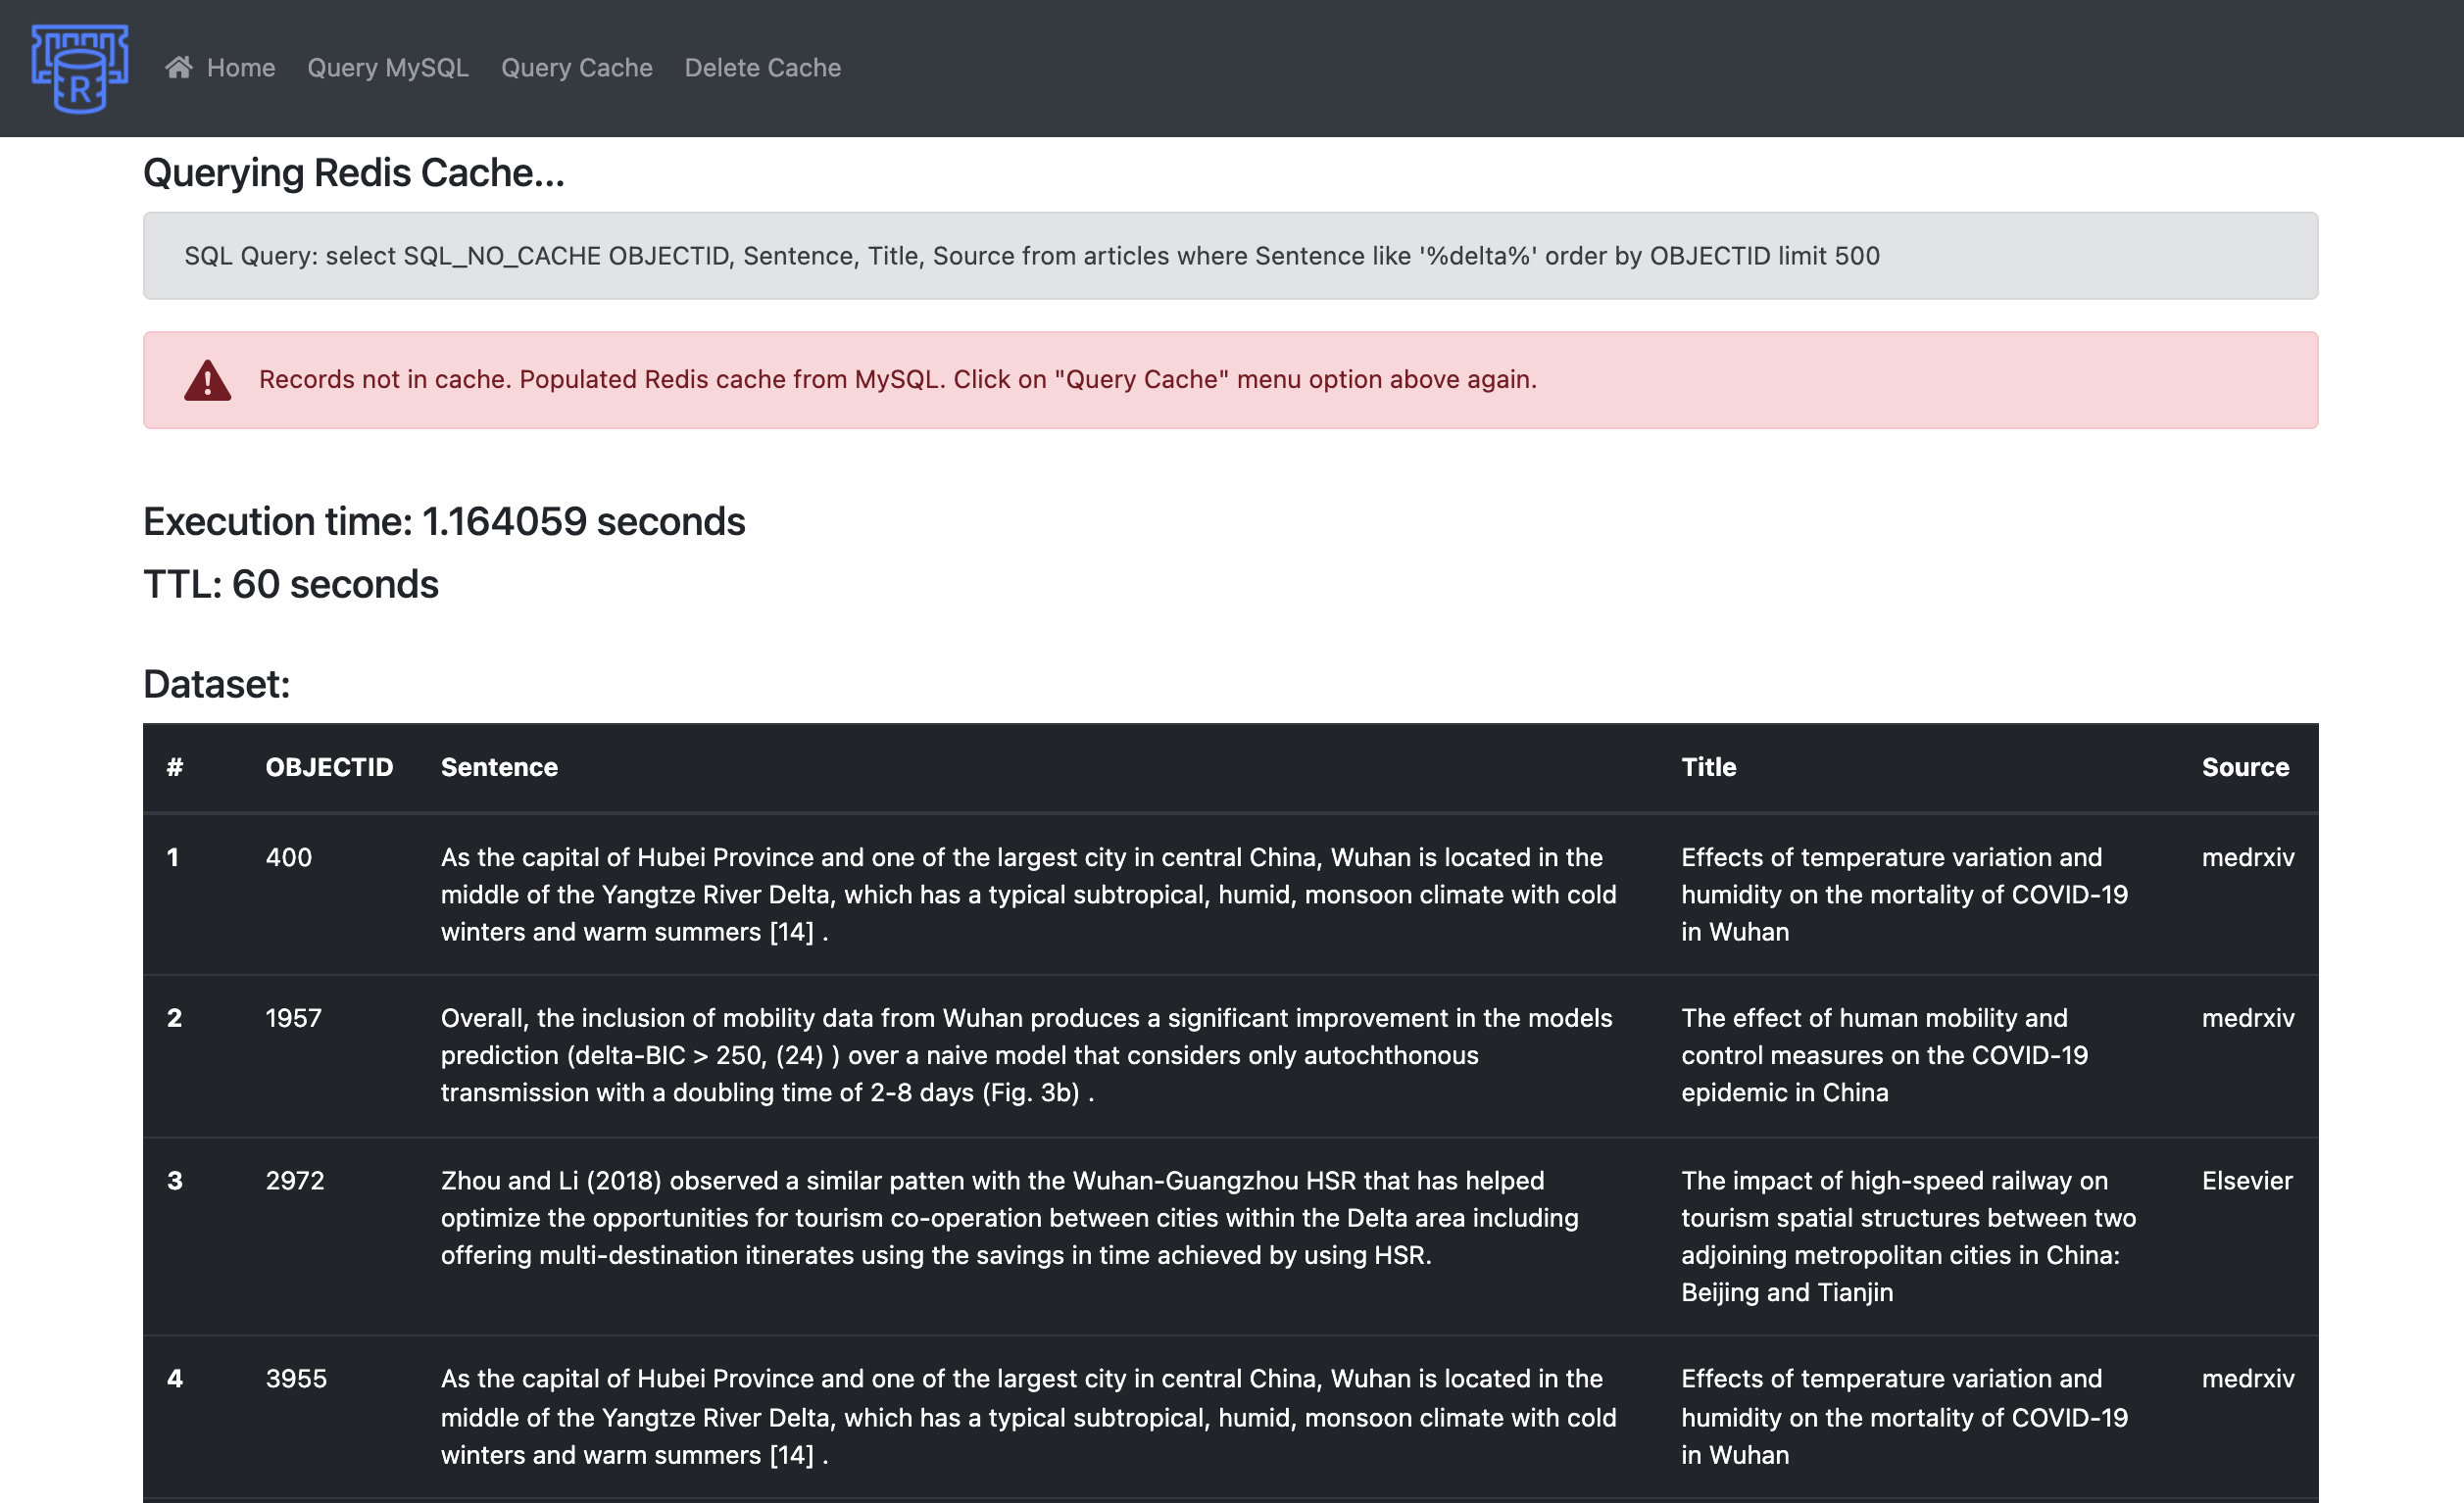 R
Home Query MySQL Query Cache Delete Cache
Querying Redis Cache...
SQL Query: select SQL_NO_CACHE OBJECTID, Sentence, Title, Source from articles where Sentence like '%delta%' order by OBJECTID limit 500
Records not in cache. Populated Redis cache from MySQL. Click on "Query Cache" menu option above again.
Execution time: 1.164059 seconds
TTL: 60 seconds
Dataset:
# OBJECTID Sentence Title Source
1 400 As the capital of Hubei Province and one of the largest city in central China, Wuhan is located in the Effects of temperature variation and medrxiv
middle of the Yangtze River Delta, which has a typical subtropical, humid, monsoon climate with cold humidity on the mortality of COVID-19
winters and warm summers [14] . in Wuhan
2 1957 Overall, the inclusion of mobility data from Wuhan produces a significant improvement in the models The effect of human mobility and medrxiv
prediction (delta-BIC > 250, (24) ) over a naive model that considers only autochthonous control measures on the COVID-19
transmission with a doubling time of 2-8 days (Fig. 3b) . epidemic in China
3 2972 Zhou and Li (2018) observed a similar patten with the Wuhan-Guangzhou HSR that has helped The impact of high-speed railway on Elsevier
optimize the opportunities for tourism co-operation between cities within the Delta area including tourism spatial structures between two
offering multi-destination itinerates using the savings in time achieved by using HSR. adjoining metropolitan cities in China:
Beijing and Tianjin
4 3955 As the capital of Hubei Province and one of the largest city in central China, Wuhan is located in the Effects of temperature variation and medrxiv
middle of the Yangtze River Delta, which has a typical subtropical, humid, monsoon climate with cold humidity on the mortality of COVID-19
winters and warm summers [14] . in Wuhan